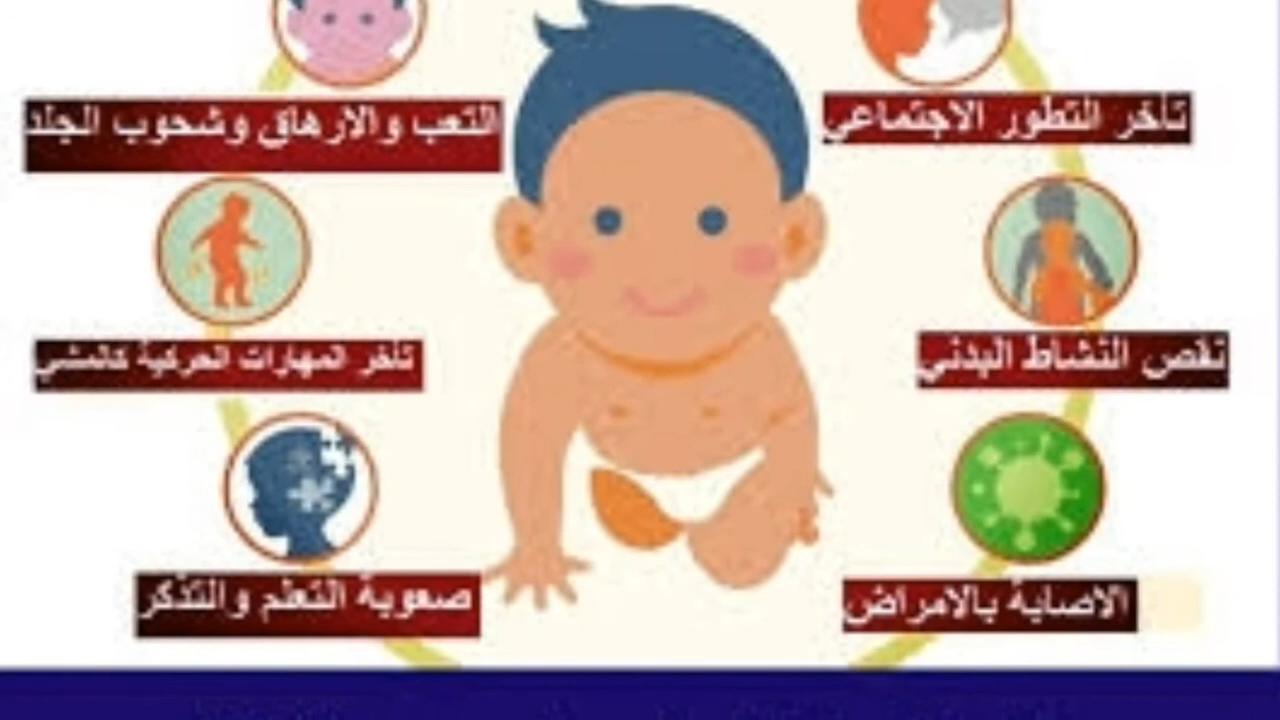 تأخر التطور الاجتماعي
التعب والارهاق وشحوب الجلد
نقص النشاط البدني
تأخر المهارات الحركية كالمشي
الاصابة بالامراض
صعوبة التعلم والتذكر